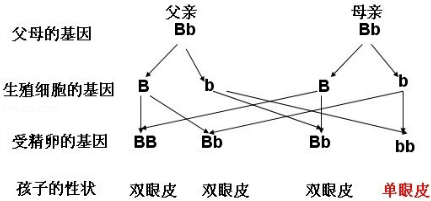 父亲 母亲
父母的基因 Bb Bb
生殖细胞的基因 B b B b
受精卵的基因 BB Bb Bb bb
孩子的性状 双眼皮 双眼皮 双眼皮 单眼皮